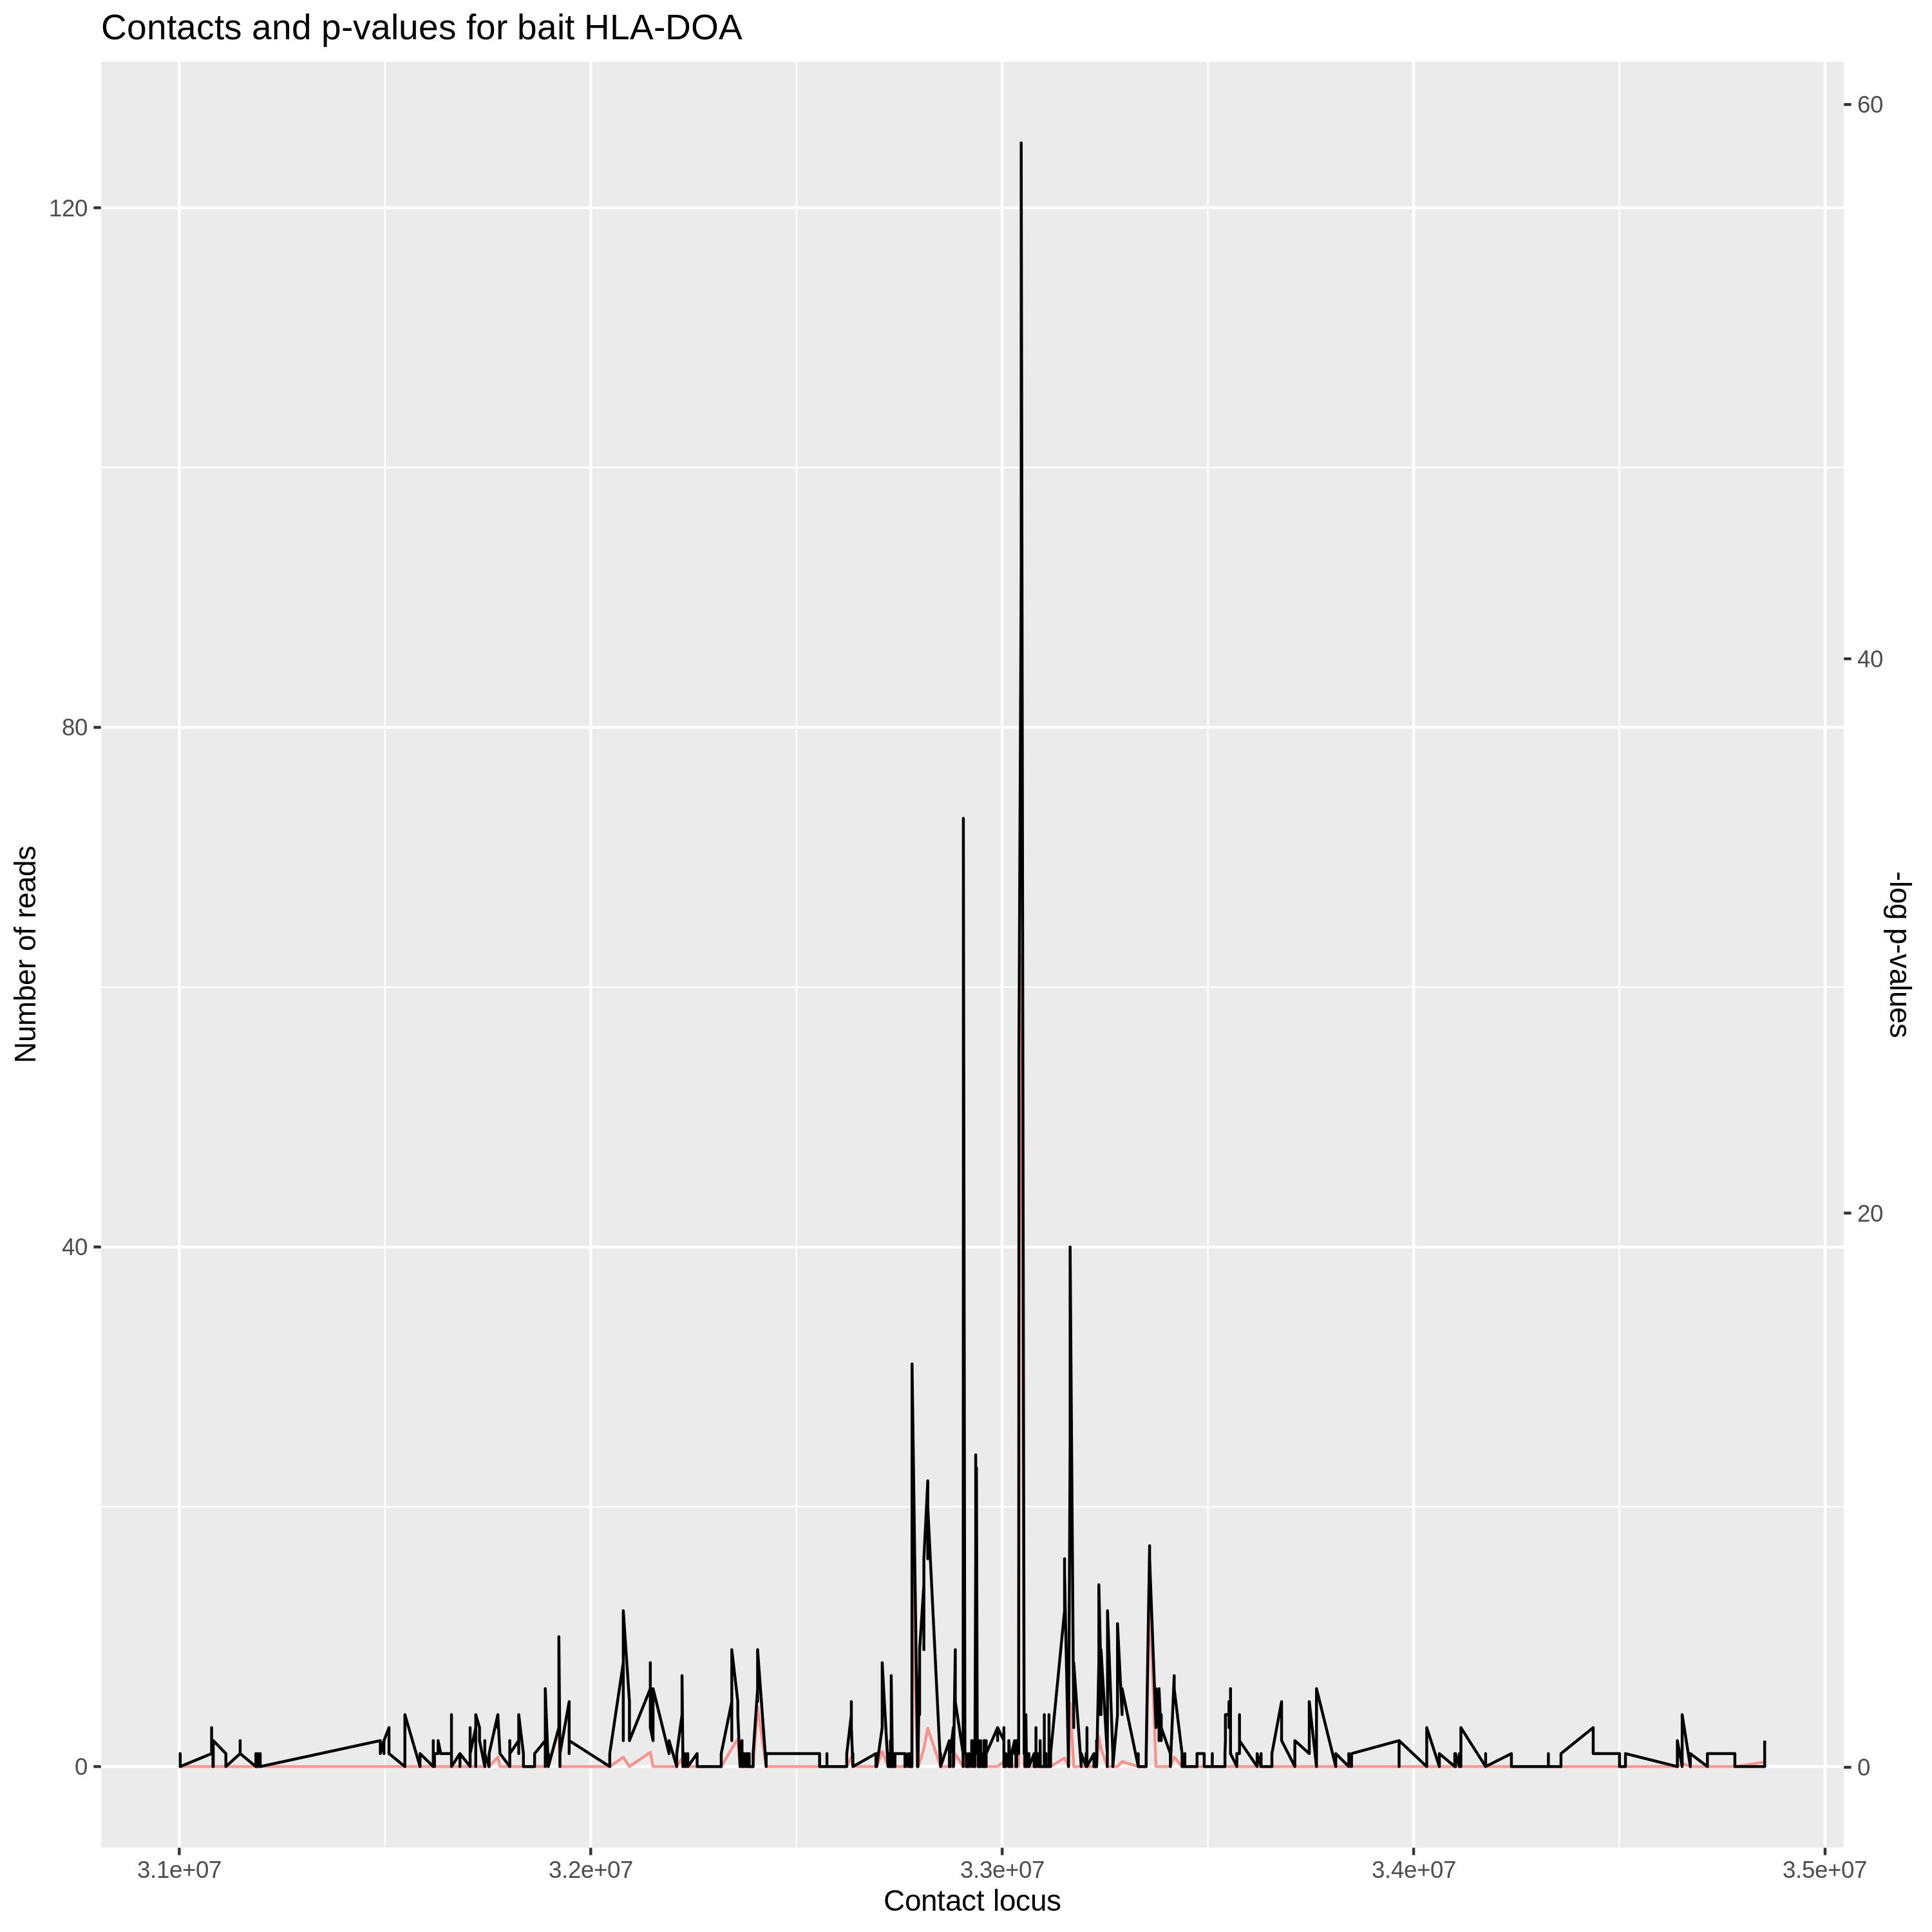 Contacts and p-values for bait HLA-DOA
Number of reads
120
80
40
0
60
40
20
0
-log p-values
3.1e+07
3.2e+07
3.3e+07
3.4e+07
3.5e+07
Contact locus